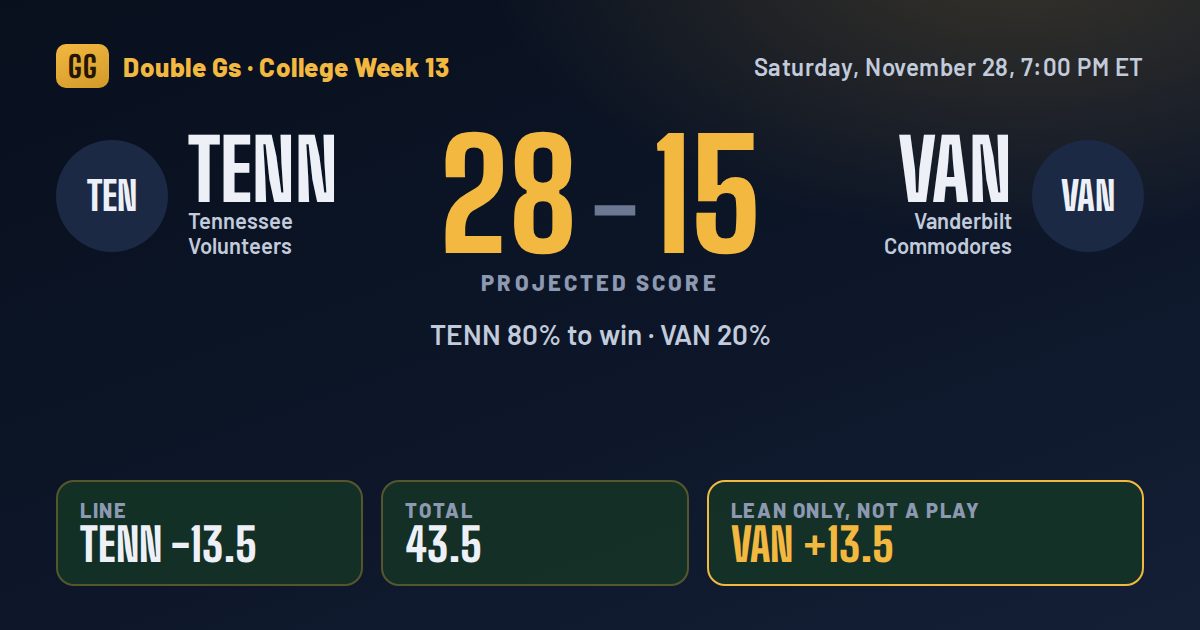 GG Double Gs · College Week 13
Saturday, November 28, 7:00 PM ET
TEN
TENN
Tennessee
Volunteers
28 – 15
PROJECTED SCORE
TENN 80% to win · VAN 20%
VAN
Vanderbilt
Commodores
VAN
LINE
TENN -13.5
TOTAL
43.5
LEAN ONLY, NOT A PLAY
VAN +13.5